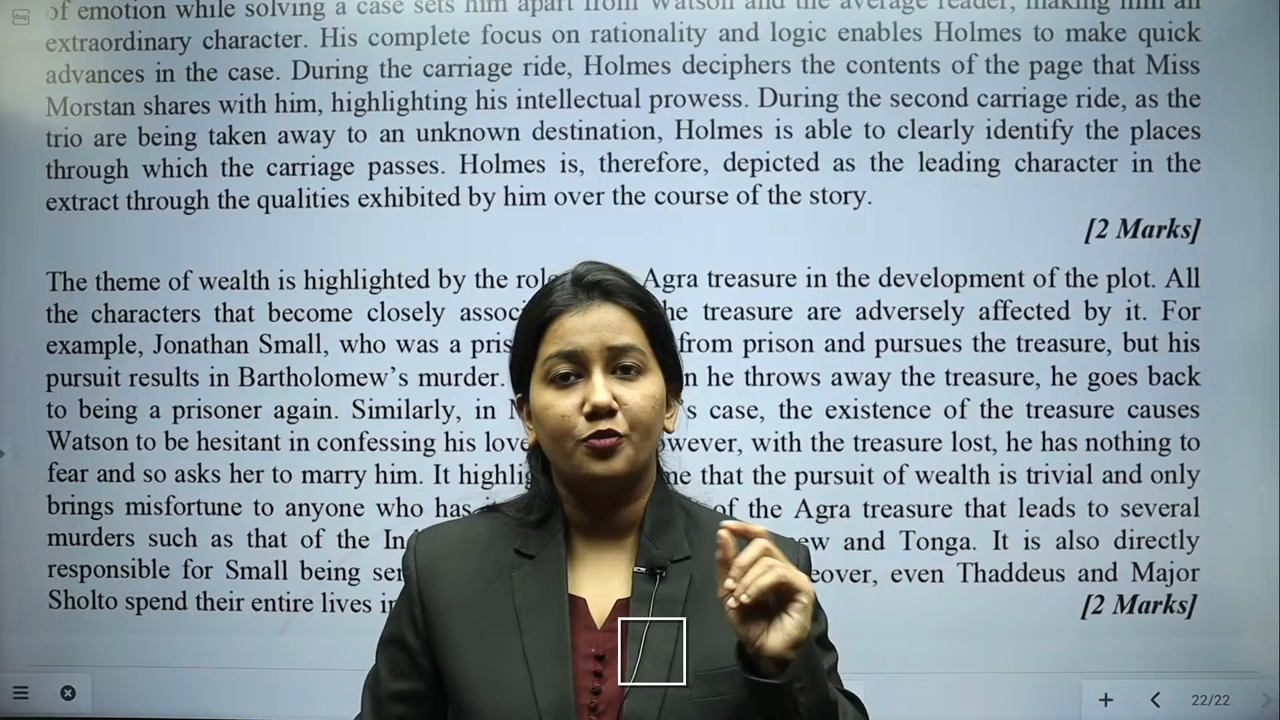 of emotion while solving a case sets him apart from Watson and the average reader, making him an
extraordinary character. His complete focus on rationality and logic enables Holmes to make quick
advances in the case. During the carriage ride, Holmes deciphers the contents of the page that Miss
Morstan shares with him, highlighting his intellectual prowess. During the second carriage ride, as the
trio are being taken away to an unknown destination, Holmes is able to clearly identify the places
through which the carriage passes. Holmes is, therefore, depicted as the leading character in the
extract through the qualities exhibited by him over the course of the story.
[2 Marks]
The theme of wealth is highlighted by the Agra treasure in the development of the plot. All
the characters that become closely treasure are adversely affected by it. For
example, Jonathan Small, who was a from prison and pursues the treasure, but his
pursuit results in Bartholomew's murder. he throws away the treasure, he goes back
to being a prisoner again. Similarly, in case, the existence of the treasure causes
Watson to be hesitant in confessing his with the treasure lost, he has nothing to
fear and so asks her to marry him. It that the pursuit of wealth is trivial and only
brings misfortune to anyone who has of the Agra treasure that leads to several
murders such as that of the and Tonga. It is also directly
responsible for Small being even Thaddeus and Major
Sholto spend their entire lives
[2 Marks]
22/22